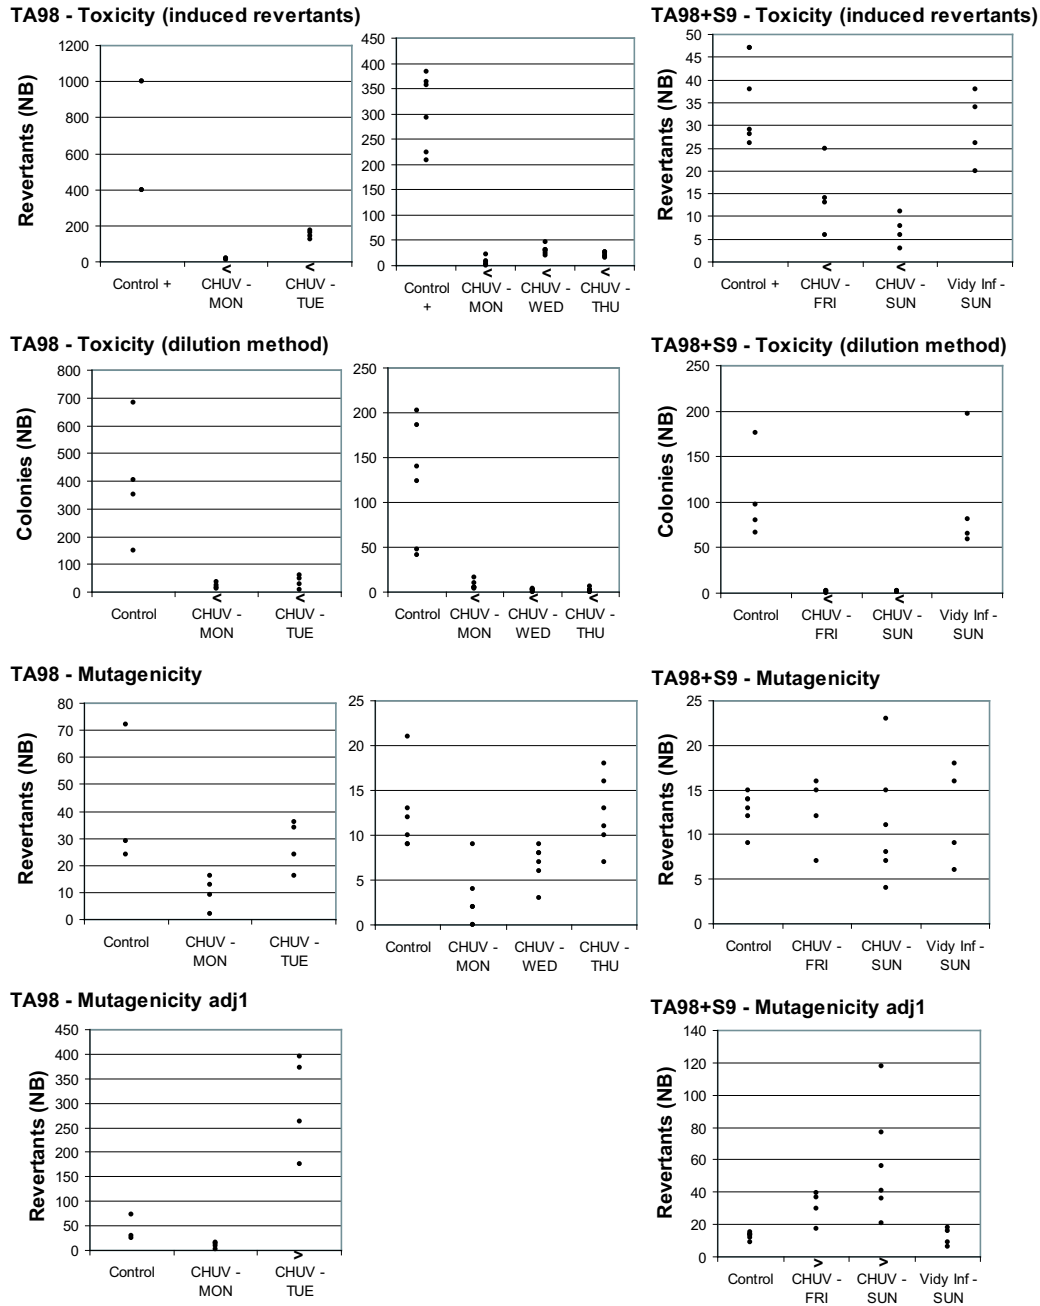 TA98 - Toxicity (induced revertants)
TA98+S9 - Toxicity (induced revertants)
Revertants (NB)
1200
1000
800
600
400
200
0
Control +
CHUV -
MON
<
CHUV -
TUE
<
450
400
350
300
250
200
150
100
50
0
Control
+
CHUV -
MON
<
CHUV -
WED
<
CHUV -
THU
<
Revertants (NB)
50
45
40
35
30
25
20
15
10
5
0
Control +
CHUV -
FRI
<
CHUV -
SUN
<
Vidy Inf -
SUN
TA98 - Toxicity (dilution method)
TA98+S9 - Toxicity (dilution method)
Colonies (NB)
800
700
600
500
400
300
200
100
0
Control
CHUV -
MON
<
CHUV -
TUE
<
250
200
150
100
50
0
Control
CHUV -
MON
<
CHUV -
WED
<
CHUV -
THU
<
Colonies (NB)
250
200
150
100
50
0
Control
CHUV -
FRI
<
CHUV -
SUN
<
Vidy Inf -
SUN
TA98 - Mutagenicity
TA98+S9 - Mutagenicity
Revertants (NB)
80
70
60
50
40
30
20
10
0
Control
CHUV -
MON
CHUV -
TUE
25
20
15
10
5
0
Control
CHUV -
MON
CHUV -
WED
CHUV -
THU
Revertants (NB)
25
20
15
10
5
0
Control
CHUV -
FRI
CHUV -
SUN
Vidy Inf -
SUN
TA98 - Mutagenicity adj1
TA98+S9 - Mutagenicity adj1
Revertants (NB)
450
400
350
300
250
200
150
100
50
0
Control
CHUV -
MON
CHUV -
TUE
>
Revertants (NB)
140
120
100
80
60
40
20
0
Control
CHUV -
FRI
>
CHUV -
SUN
>
Vidy Inf -
SUN